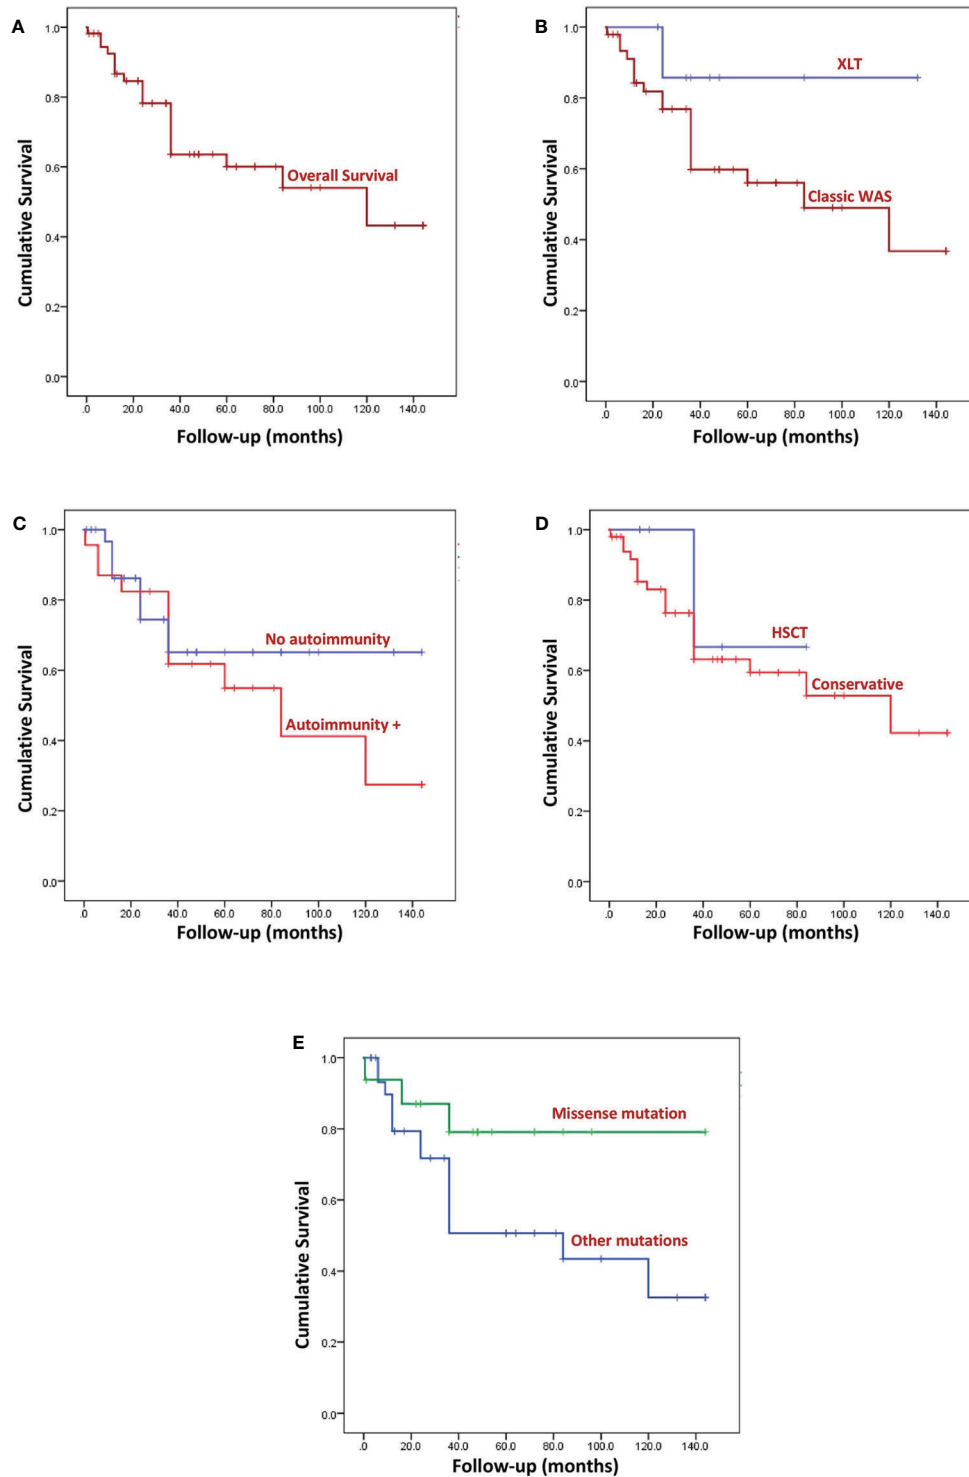 A
Cumulative Survival
1.0
0.8
0.6
0.4
0.2
0.0
Overall Survival
.0 20.0 40.0 60.0 80.0 100.0 120.0 140.0
Follow-up (months)
B
Cumulative Survival
1.0
0.8
0.6
0.4
0.2
0.0
XLT
Classic WAS
.0 20.0 40.0 60.0 80.0 100.0 120.0 140.0
Follow-up (months)
C
Cumulative Survival
1.0
0.8
0.6
0.4
0.2
0.0
No autoimmunity
Autoimmunity +
.0 20.0 40.0 60.0 80.0 100.0 120.0 140.0
Follow-up (months)
D
Cumulative Survival
1.0
0.8
0.6
0.4
0.2
0.0
HSCT
Conservative
.0 20.0 40.0 60.0 80.0 100.0 120.0 140.0
Follow-up (months)
E
Cumulative Survival
1.0
0.8
0.6
0.4
0.2
0.0
Missense mutation
Other mutations
.0 20.0 40.0 60.0 80.0 100.0 120.0 140.0
Follow-up (months)